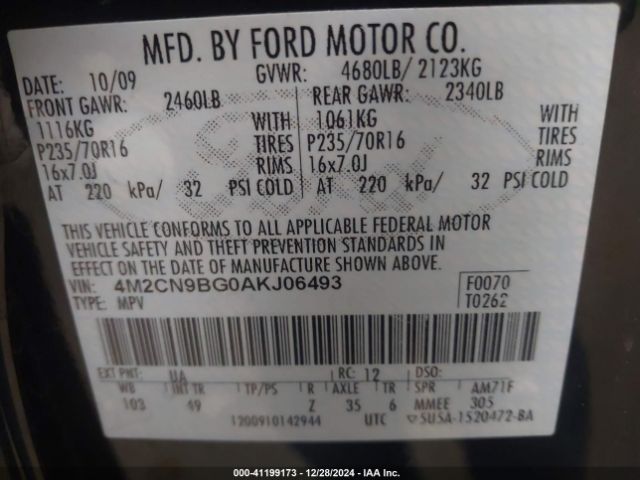 MFD. BY FORD MOTOR CO.
DATE: 10/09 GVWR: 4680LB/ 2123KG
FRONT GAWR: 2460LB REAR GAWR: 2340LB
1116KG WITH 1061KG WITH
P235/70R16 TIRES P235/70R16 TIRES
16x7.0J RIMS 16x7.0J RIMS
AT 220 kPa/ 32 PSI COLD AT 220 kPa/ 32 PSI COLD
THIS VEHICLE CONFORMS TO ALL APPLICABLE FEDERAL MOTOR
VEHICLE SAFETY AND THEFT PREVENTION STANDARDS IN
EFFECT ON THE DATE OF MANUFACTURE SHOWN ABOVE.
VIN: 4M2CN9BG0AKJ06493 F0070
TYPE: MPV T0262
EXT PNT: UA RC: 12 DSO:
WB INT TR TP/PS R AXLE TR SPR AM71F
103 49 Z 35 6 MMEE 305
1200910142944 UTC 5U5A-1520472-BA
000-41199173 - 12/28/2024 - IAA Inc.